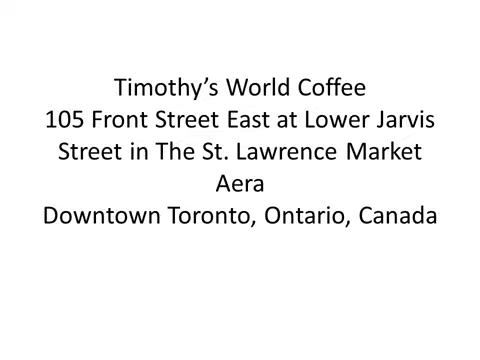 Timothy’s World Coffee
105 Front Street East at Lower Jarvis
Street in The St. Lawrence Market
Aera
Downtown Toronto, Ontario, Canada